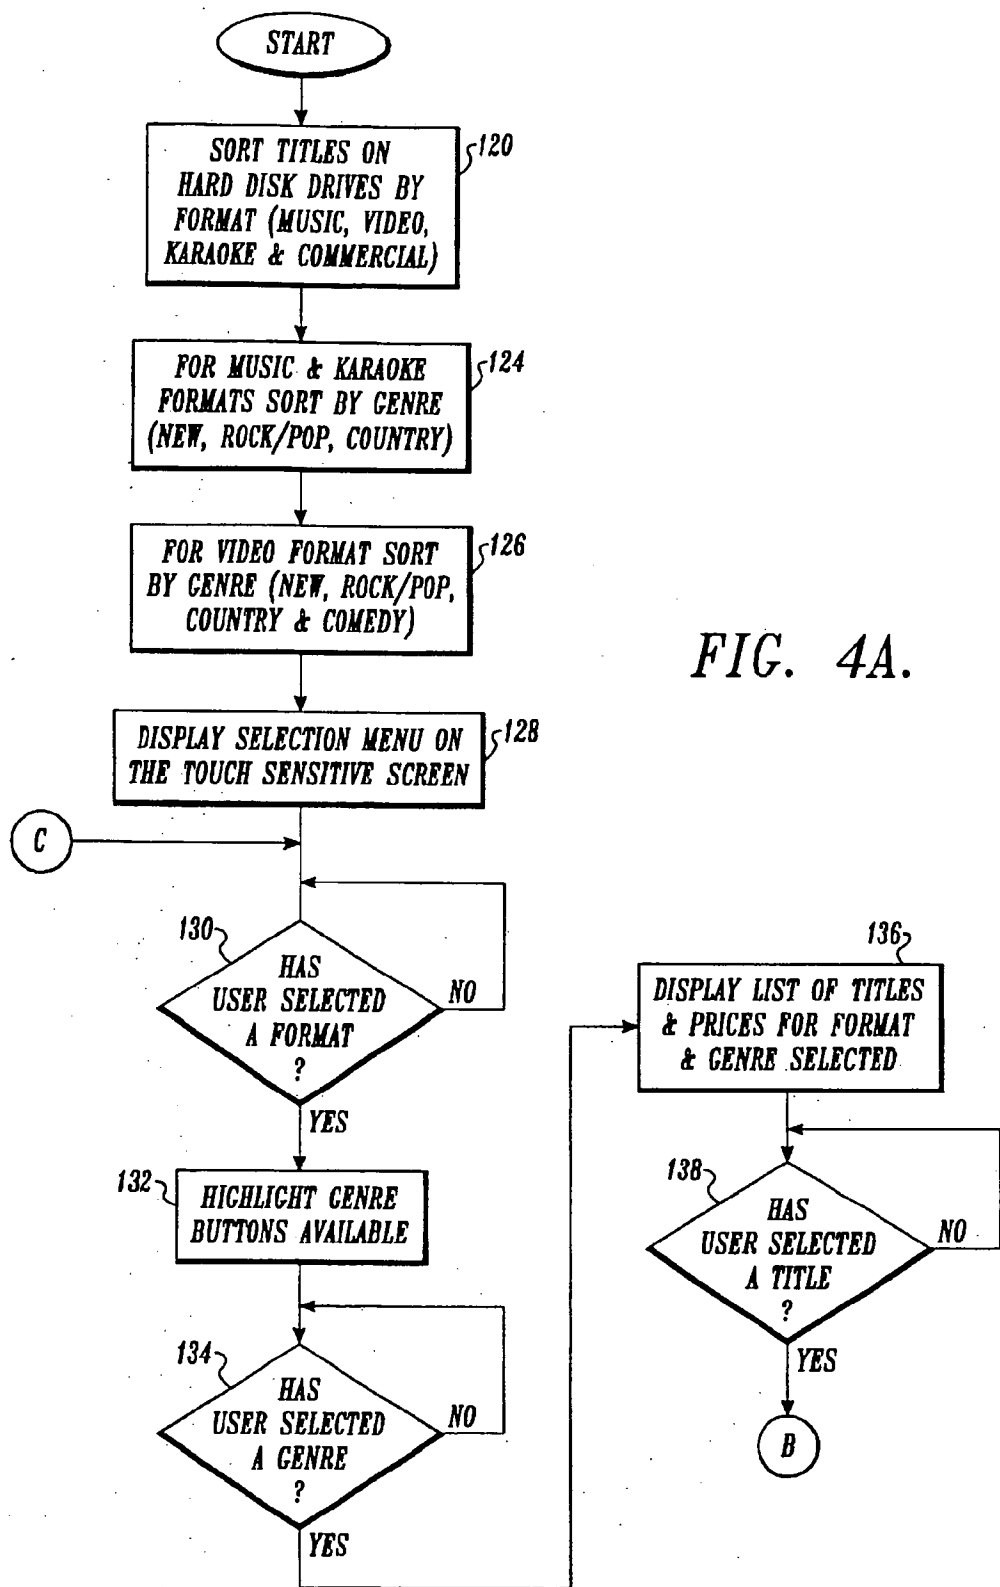 START
SORT TITLES ON
HARD DISK DRIVES BY
FORMAT (MUSIC, VIDEO,
KARAOKE & COMMERCIAL)
120
FOR MUSIC & KARAOKE
FORMATS SORT BY GENRE
(NEW, ROCK/POP, COUNTRY)
124
FOR VIDEO FORMAT SORT
BY GENRE (NEW, ROCK/POP,
COUNTRY & COMEDY)
126
FIG. 4A.
DISPLAY SELECTION MENU ON
THE TOUCH SENSITIVE SCREEN
128
C
130
HAS
USER SELECTED
A FORMAT
?
NO
YES
132
HIGHLIGHT GENRE
BUTTONS AVAILABLE
134
HAS
USER SELECTED
A GENRE
?
NO
YES
136
DISPLAY LIST OF TITLES
& PRICES FOR FORMAT
& GENRE SELECTED
138
HAS
USER SELECTED
A TITLE
?
NO
YES
B